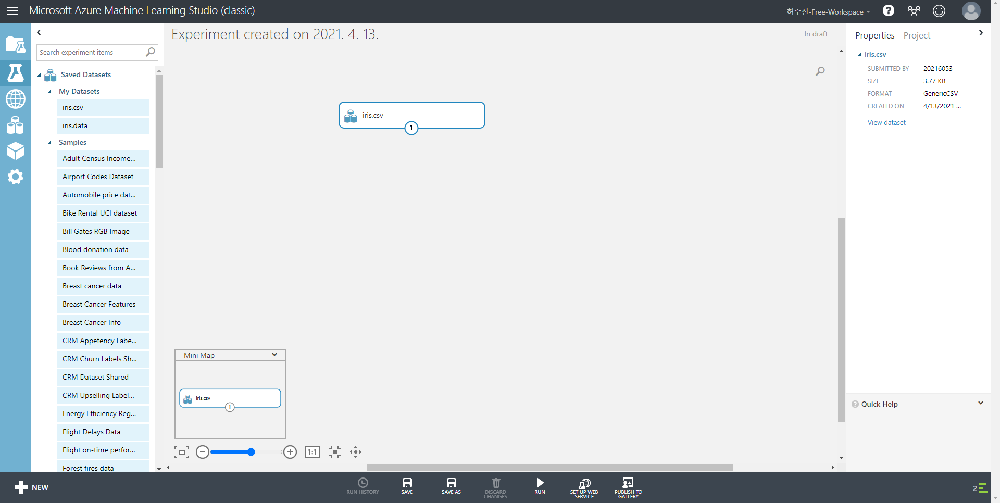 Microsoft Azure Machine Learning Studio (classic)
허수진-Free-Workspace
?
Search experiment items
Saved Datasets
My Datasets
iris.csv
iris.data
Samples
Adult Census Income...
Airport Codes Dataset
Automobile price dat...
Bike Rental UCI dataset
Bill Gates RGB Image
Blood donation data
Book Reviews from A...
Breast cancer data
Breast Cancer Features
Breast Cancer Info
CRM Appetency Labe...
CRM Churn Labels Sh...
CRM Dataset Shared
CRM Upselling Label...
Energy Efficiency Reg...
Flight Delays Data
Flight on-time perfor...
Forest fires data
Experiment created on 2021. 4. 13.
In draft
iris.csv
1
Mini Map
iris.csv
1
1:1
Properties
Project
iris.csv
SUBMITTED BY 20216053
SIZE 3.77 KB
FORMAT GenericCSV
CREATED ON 4/13/2021 ...
View dataset
? Quick Help
NEW
RUN HISTORY
SAVE
SAVE AS
DISCARD
CHANGES
RUN
SET UP WEB
SERVICE
PUBLISH TO
GALLERY
2